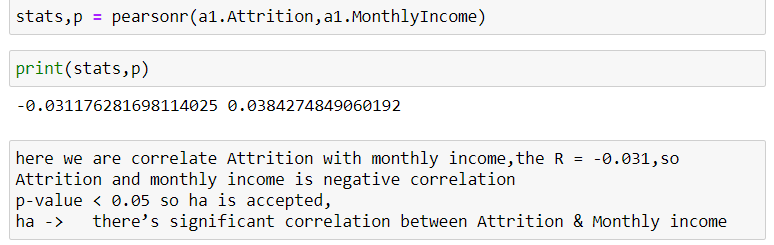 stats,p = pearsonr(a1.Attrition,a1.MonthlyIncome)
print(stats,p)
-0.031176281698114025 0.0384274849060192
here we are correlate Attrition with monthly income,the R = -0.031,so
Attrition and monthly income is negative correlation
p-value < 0.05 so ha is accepted,
ha ->   there’s significant correlation between Attrition & Monthly income